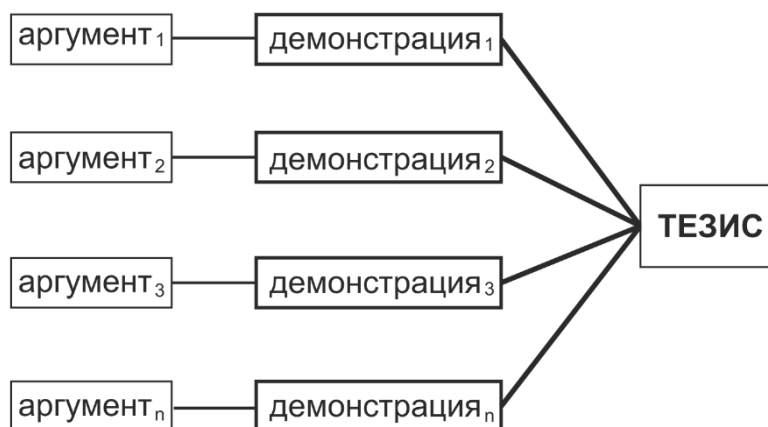 аргумент₁ демонстрация₁
аргумент₂ демонстрация₂
ТЕЗИС
аргумент₃ демонстрация₃
аргументₙ демонстрацияₙ